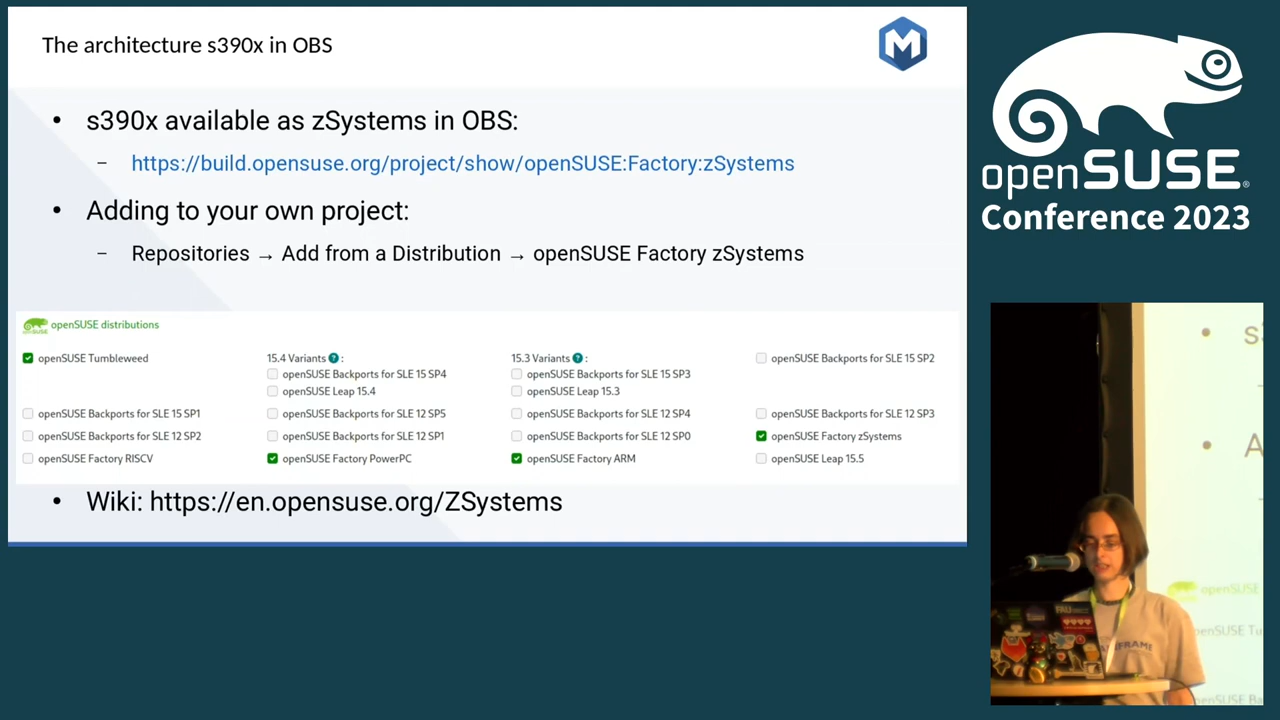 The architecture s390x in OBS
M
• s390x available as zSystems in OBS:
– https://build.opensuse.org/project/show/openSUSE:Factory:zSystems
• Adding to your own project:
– Repositories → Add from a Distribution → openSUSE Factory zSystems
openSUSE distributions
openSUSE Tumbleweed
15.4 Variants ? :
openSUSE Backports for SLE 15 SP4
openSUSE Leap 15.4
15.3 Variants ? :
openSUSE Backports for SLE 15 SP3
openSUSE Leap 15.3
openSUSE Backports for SLE 15 SP2
openSUSE Backports for SLE 15 SP1
openSUSE Backports for SLE 12 SP5
openSUSE Backports for SLE 12 SP4
openSUSE Backports for SLE 12 SP3
openSUSE Backports for SLE 12 SP2
openSUSE Backports for SLE 12 SP1
openSUSE Backports for SLE 12 SP0
openSUSE Factory zSystems
openSUSE Factory RISCV
openSUSE Factory PowerPC
openSUSE Factory ARM
openSUSE Leap 15.5
• Wiki: https://en.opensuse.org/ZSystems
openSUSE®
Conference 2023
• s
• A
openSUSE
openSUSE Tu
openSUSE Ba
FAU